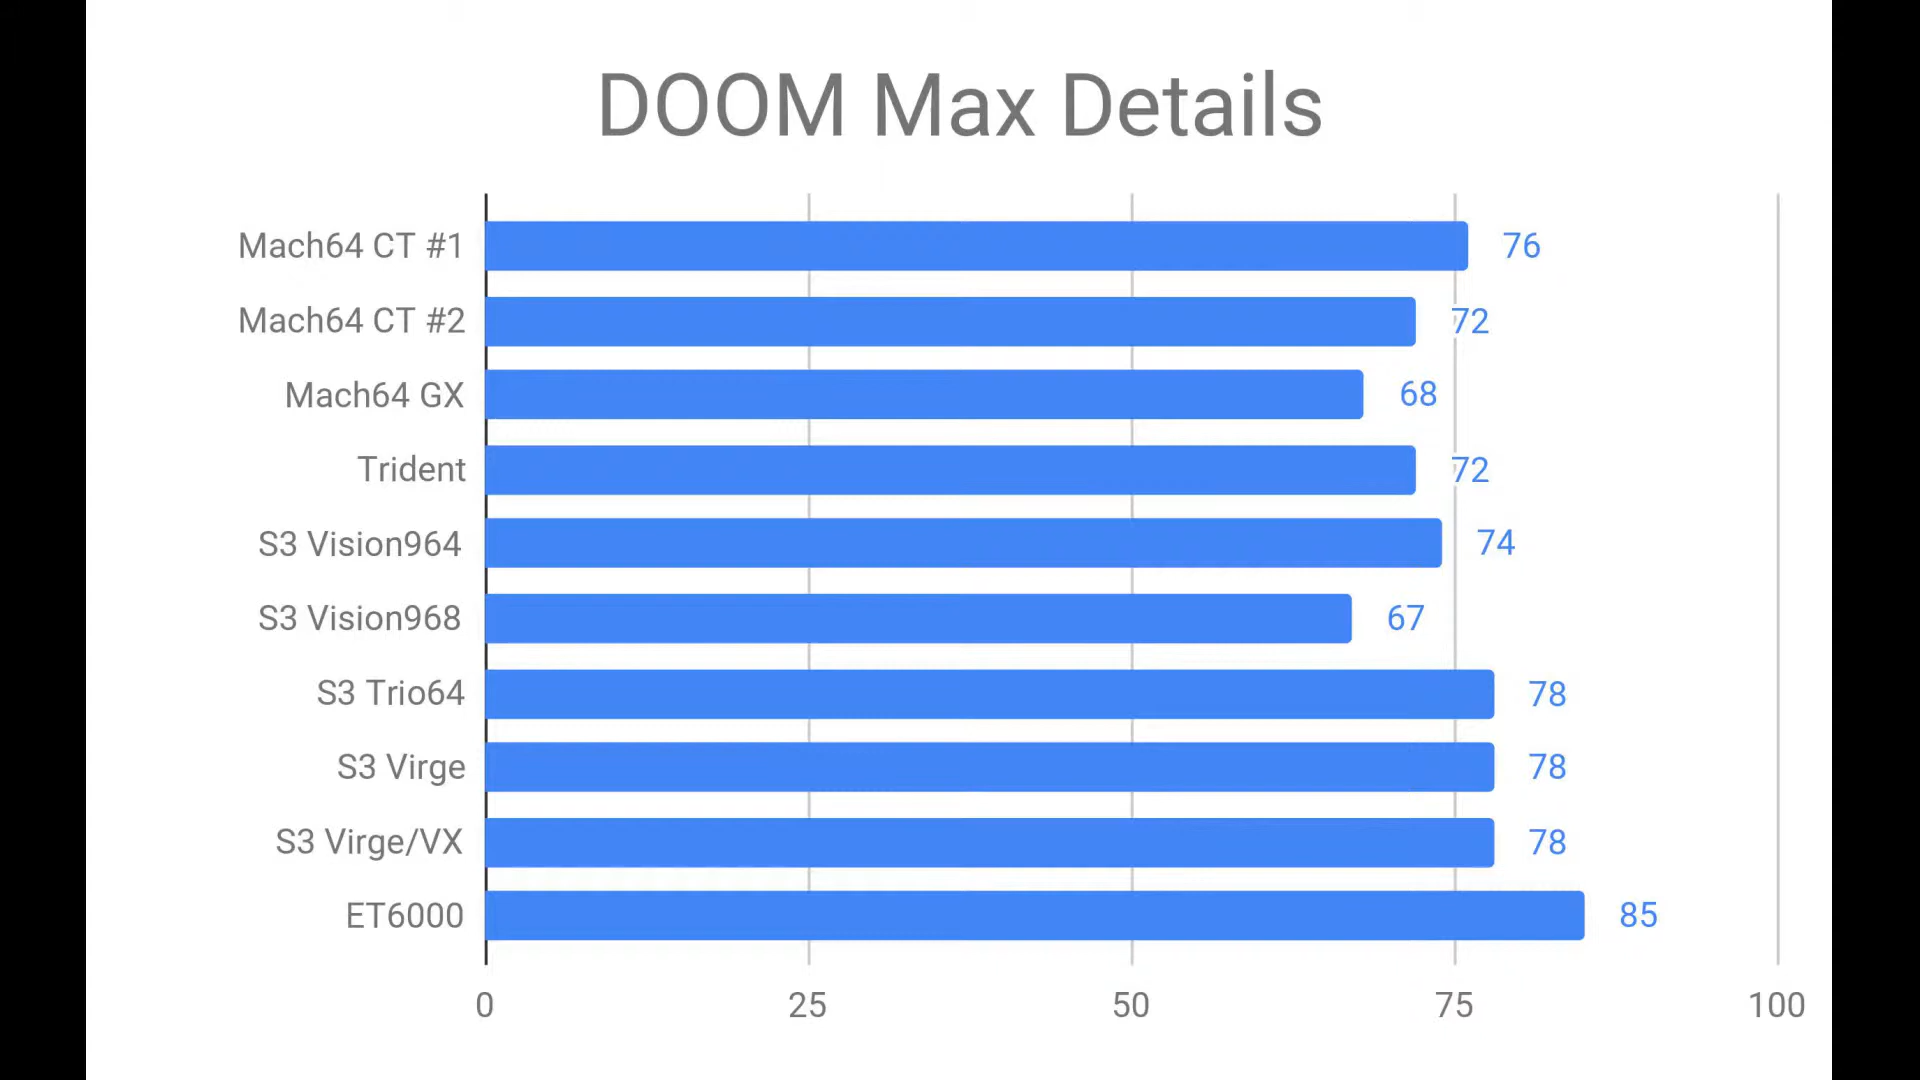 DOOM Max Details
Mach64 CT #1 76
Mach64 CT #2 72
Mach64 GX 68
Trident 72
S3 Vision964 74
S3 Vision968 67
S3 Trio64 78
S3 Virge 78
S3 Virge/VX 78
ET6000 85
0 25 50 75 100